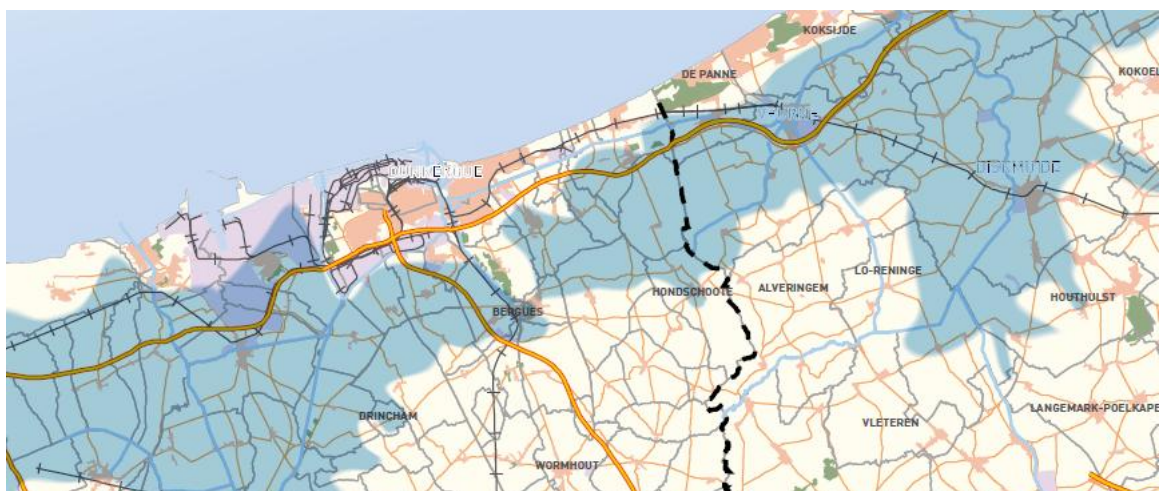 KOKSIJDE
DE PANNE
KOKOEL
DUNKERQUE
DIKSMUIDE
BERGUES
HONDSCHOOTE
ALVERINGEM
LO-RENINGE
HOUTHULST
DRINCHAM
VLETEREN
LANGEMARK-POELKAPE
WORMHOUT